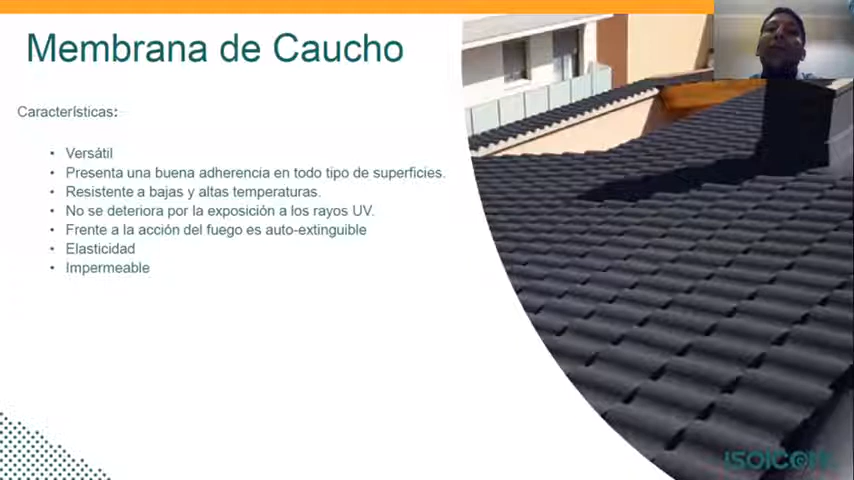 Membrana de Caucho
Características:
• Versátil
• Presenta una buena adherencia en todo tipo de superficies.
• Resistente a bajas y altas temperaturas.
• No se deteriora por la exposición a los rayos UV.
• Frente a la acción del fuego es auto-extinguible
• Elasticidad
• Impermeable